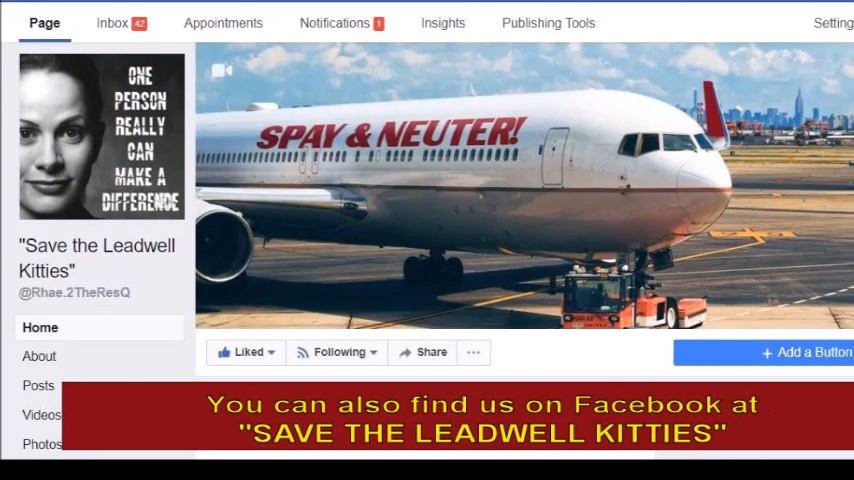 Page Inbox 42 Appointments Notifications 1 Insights Publishing Tools Setting
ONE
PERSON
REALLY
CAN
MAKE A
DIFFERENCE
SPAY & NEUTER!
"Save the Leadwell
Kitties"
@Rhae.2TheResQ
Home
About
Posts
Videos
Photos
Liked Following Share ...
+ Add a Button
You can also find us on Facebook at
"SAVE THE LEADWELL KITTIES"